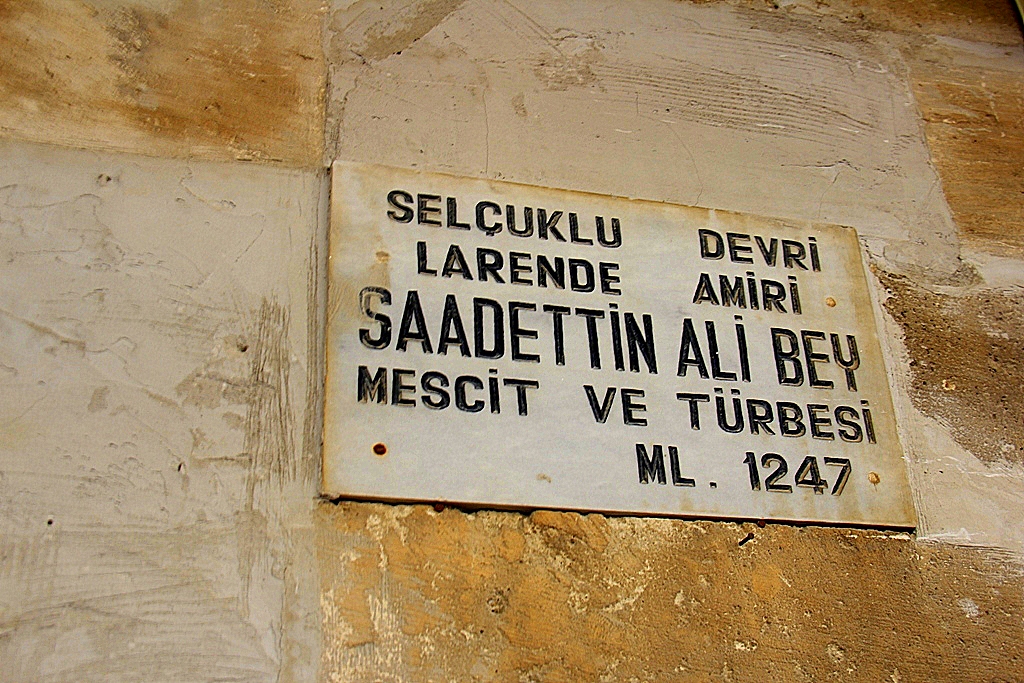 SELÇUKLU DEVRİ
LARENDE AMİRİ
SAADETTİN ALİ BEY
MESCİT VE TÜRBESİ
ML. 1247